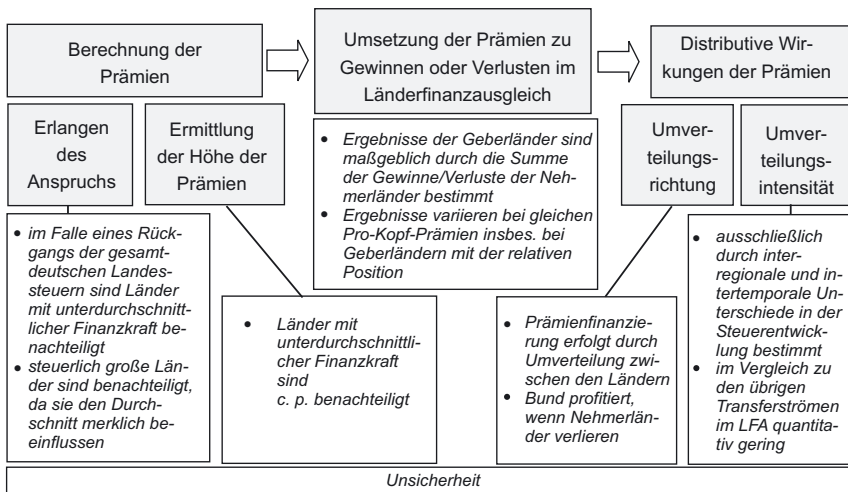 Berechnung der
Prämien
Umsetzung der Prämien zu
Gewinnen oder Verlusten im
Länderfinanzausgleich
Distributive Wir-
kungen der Prämien
Erlangen
des
Anspruchs
Ermittlung
der Höhe der
Prämien
• Ergebnisse der Geberländer sind
maßgeblich durch die Summe
der Gewinne/Verluste der Neh-
merländer bestimmt
• Ergebnisse variieren bei gleichen
Pro-Kopf-Prämien insbes. bei
Geberländern mit der relativen
Position
Umver-
teilungs-
richtung
Umver-
teilungs-
intensität
• im Falle eines Rück-
gangs der gesamt-
deutschen Landes-
steuern sind Länder
mit unterdurchschnitt-
licher Finanzkraft be-
nachteiligt
• steuerlich große Län-
der sind benachteiligt,
da sie den Durch-
schnitt merklich be-
einflussen
• Länder mit
unterdurchschnittl-
icher Finanzkraft
sind
c. p. benachteiligt
• Prämienfinanzie-
rung erfolgt durch
Umverteilung zwi-
schen den Ländern
• Bund profitiert,
wenn Nehmerlän-
der verlieren
• ausschließlich
durch inter-
regionale und in-
tertemporale Un-
terschiede in der
Steuerentwick-
lung bestimmt
• im Vergleich zu
den übrigen
Transferströmen
im LFA quantita-
tiv gering
Unsicherheit